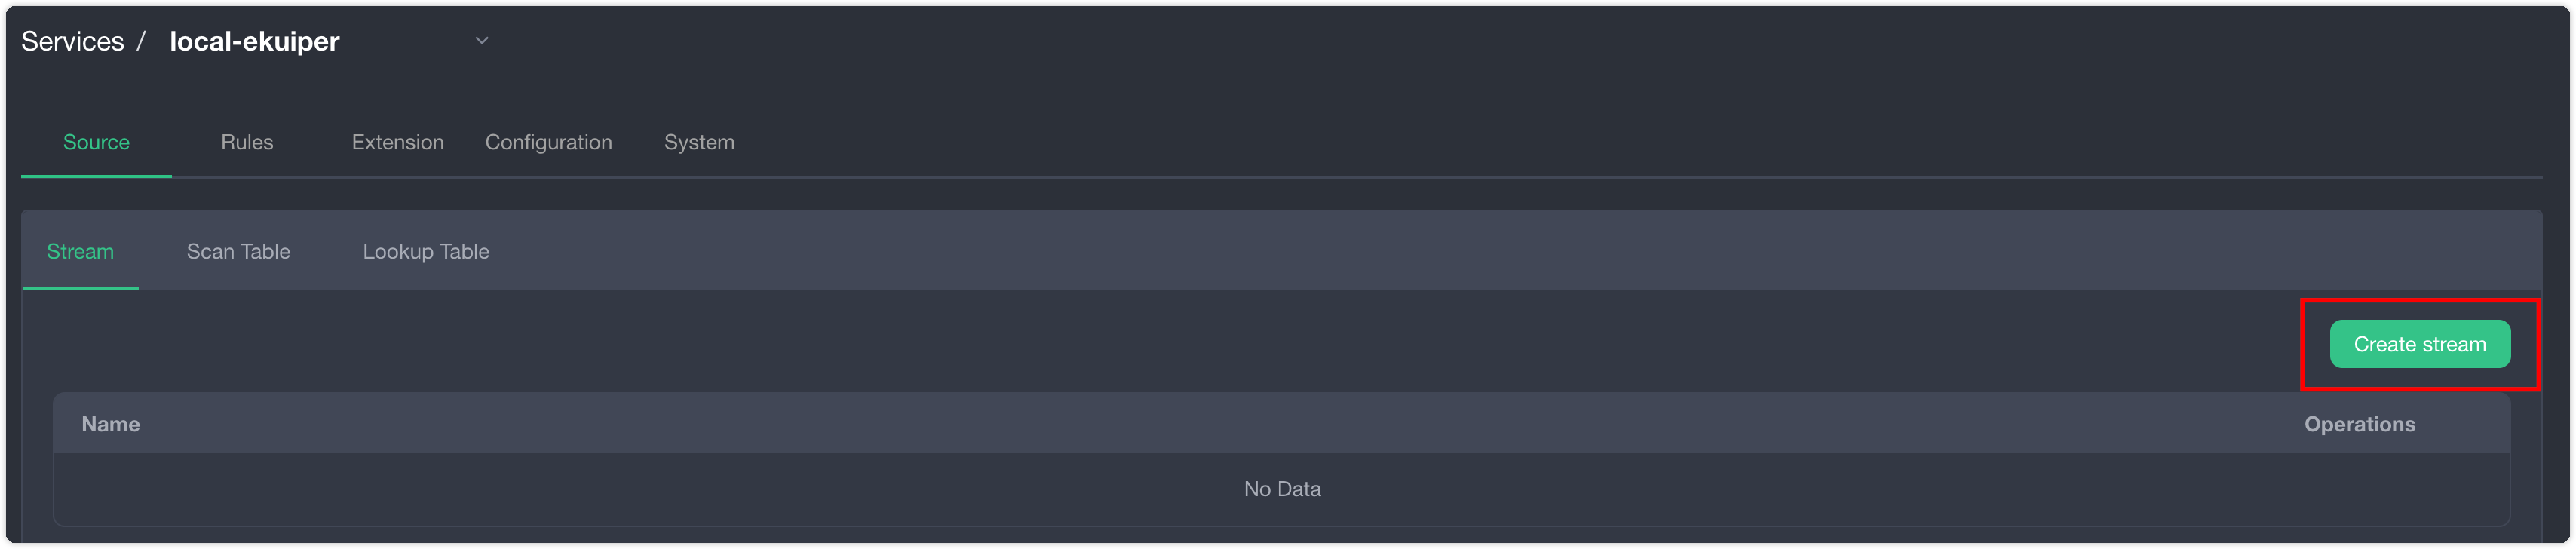 Services / local-ekuiper
Source Rules Extension Configuration System
Stream Scan Table Lookup Table
Create stream
Name Operations
No Data